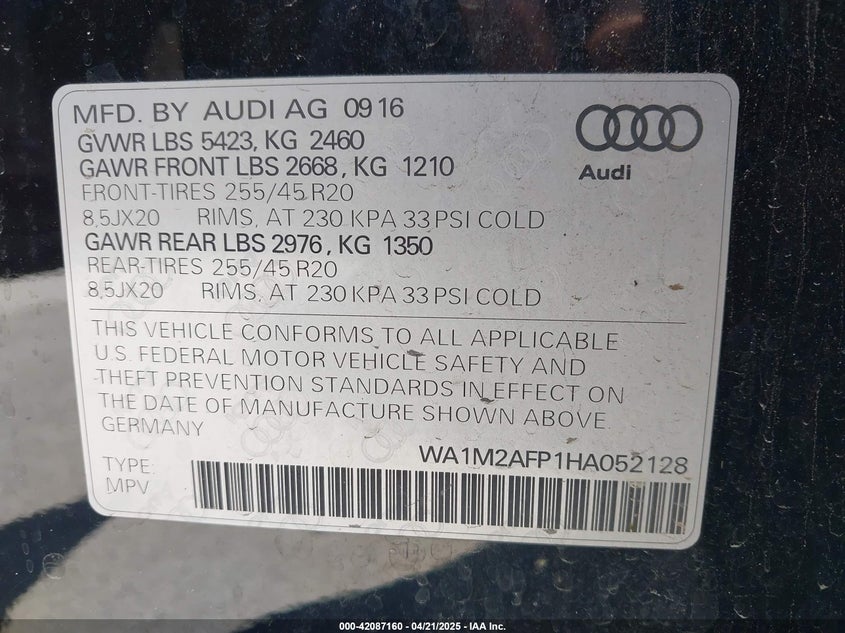 MFD. BY AUDI AG 09 16
GVWR LBS 5423, KG 2460
GAWR FRONT LBS 2668, KG 1210
FRONT-TIRES 255/45 R20
8,5JX20 RIMS, AT 230 KPA 33 PSI COLD
GAWR REAR LBS 2976, KG 1350
REAR-TIRES 255/45 R20
8,5JX20 RIMS, AT 230 KPA 33 PSI COLD
Audi
THIS VEHICLE CONFORMS TO ALL APPLICABLE
U.S. FEDERAL MOTOR VEHICLE SAFETY AND
THEFT PREVENTION STANDARDS IN EFFECT ON
THE DATE OF MANUFACTURE SHOWN ABOVE.
GERMANY
WA1M2AFP1HA052128
TYPE:
MPV
000-42087160 - 04/21/2025 - IAA Inc.